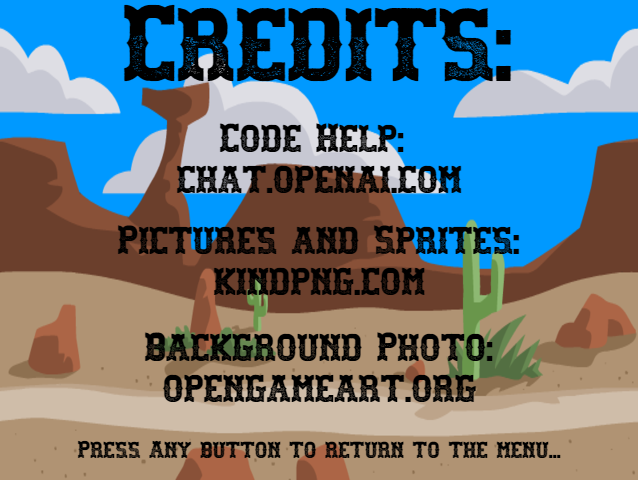 Credits:
Code Help:
chat.openai.com
Pictures and Sprites:
kindpng.com
Background Photo:
opengameart.org
Press any button to return to the menu...